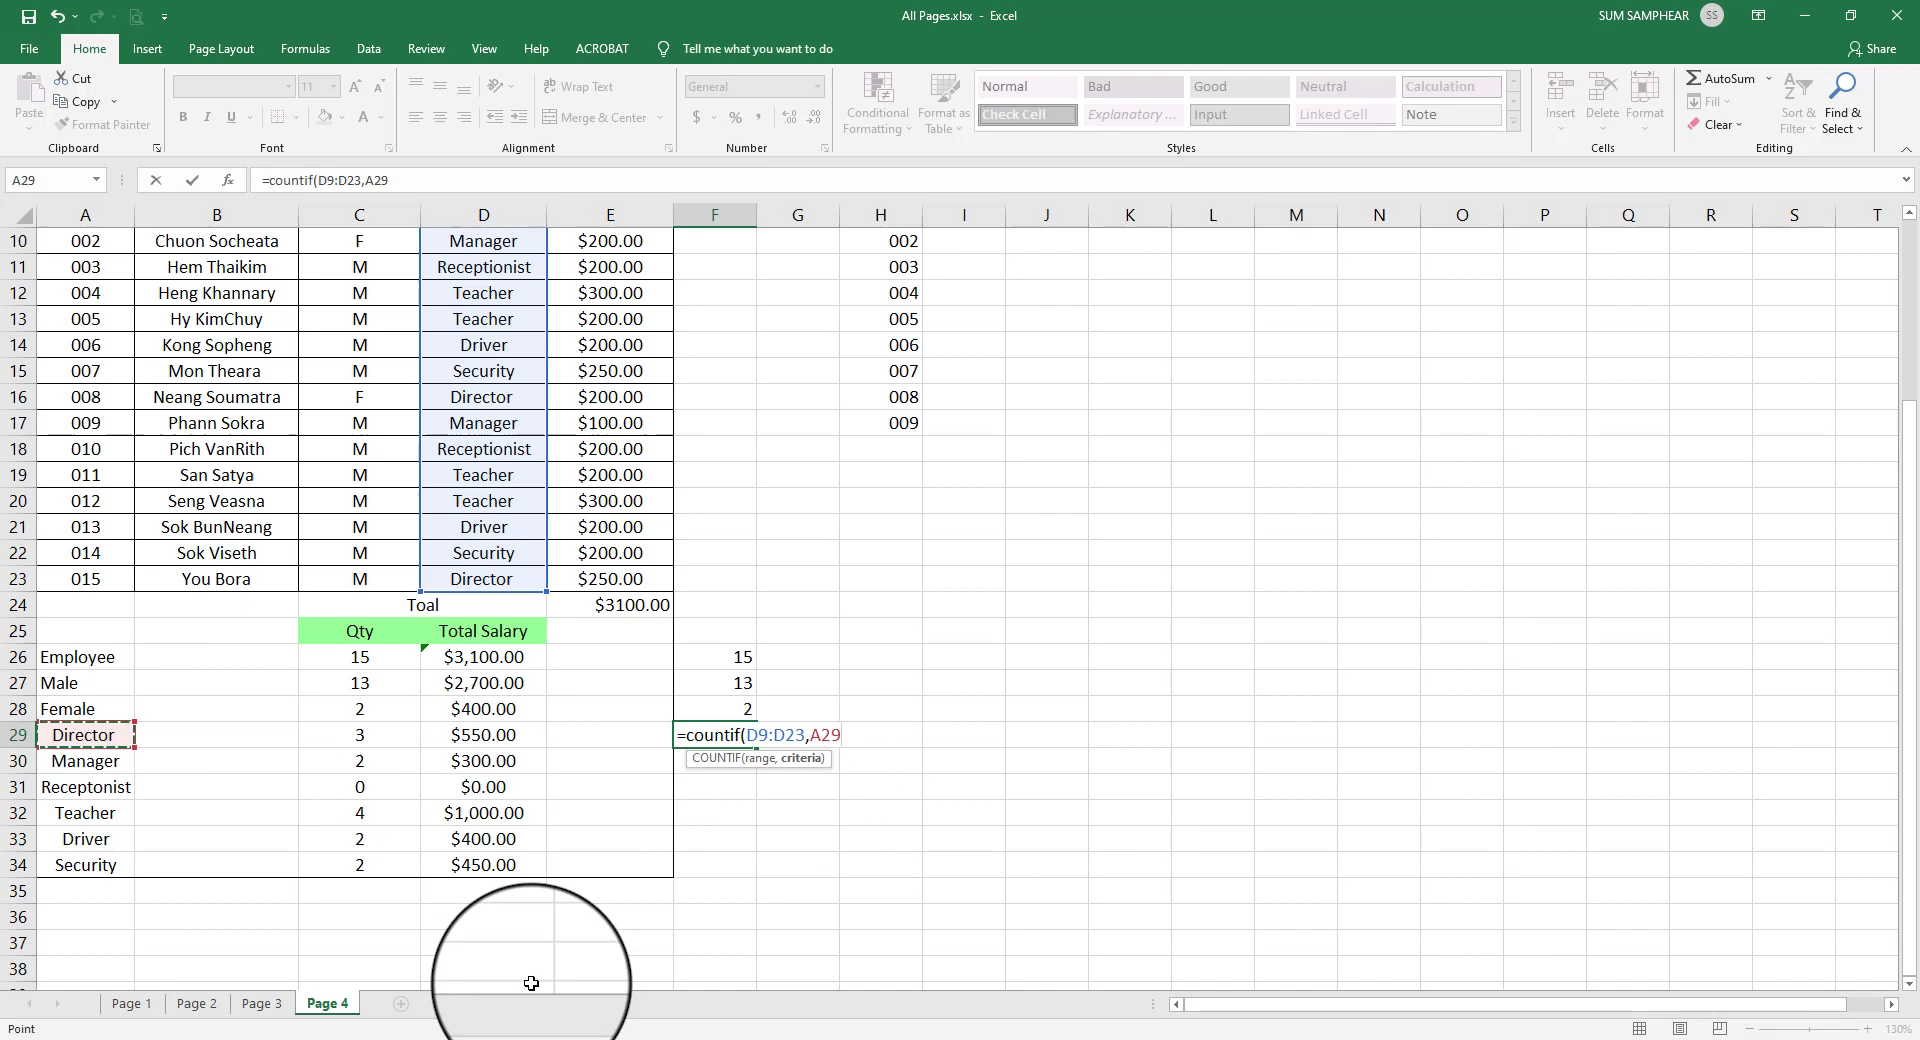 All Pages.xlsx - Excel
SUM SAMPHEAR SS
File Home Insert Page Layout Formulas Data Review View Help ACROBAT Tell me what you want to do Share
Paste
Cut
Copy
Format Painter
Clipboard
11 A A
B I U A
Font
ab Wrap Text
Merge & Center
Alignment
General
$ % ,
Number
Conditional Formatting
Format as Table
Normal Bad Good Neutral Calculation
Check Cell Explanatory ... Input Linked Cell Note
Styles
Insert Delete Format
Cells
AutoSum
Fill
Clear
Sort & Filter
Find & Select
Editing
A29 fx =countif(D9:D23,A29
A B C D E F G H I J K L M N O P Q R S T
10 002 Chuon Socheata F Manager $200.00 002
11 003 Hem Thaikim M Receptionist $200.00 003
12 004 Heng Khannary M Teacher $300.00 004
13 005 Hy KimChuy M Teacher $200.00 005
14 006 Kong Sopheng M Driver $200.00 006
15 007 Mon Theara M Security $250.00 007
16 008 Neang Soumatra F Director $200.00 008
17 009 Phann Sokra M Manager $100.00 009
18 010 Pich VanRith M Receptionist $200.00
19 011 San Satya M Teacher $200.00
20 012 Seng Veasna M Teacher $300.00
21 013 Sok BunNeang M Driver $200.00
22 014 Sok Viseth M Security $200.00
23 015 You Bora M Director $250.00
24 Toal $3100.00
25 Qty Total Salary
26 Employee 15 $3,100.00 15
27 Male 13 $2,700.00 13
28 Female 2 $400.00 2
29 Director 3 $550.00 =countif(D9:D23,A29
COUNTIF(range, criteria)
30 Manager 2 $300.00
31 Receptonist 0 $0.00
32 Teacher 4 $1,000.00
33 Driver 2 $400.00
34 Security 2 $450.00
35
36
37
38
Page 1 Page 2 Page 3 Page 4
Point 130%